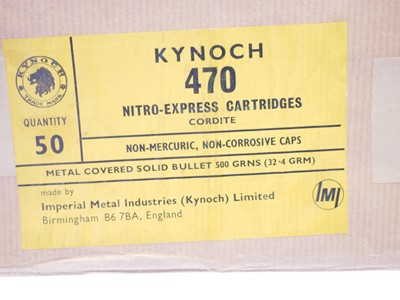 KYNOCH
470
NITRO-EXPRESS CARTRIDGES
CORDITE
KYNOCH
TRADE MARK
QUANTITY
50
NON-MERCURIC, NON-CORROSIVE CAPS
METAL COVERED SOLID BULLET 500 GRNS (32·4 GRM)
made by
Imperial Metal Industries (Kynoch) Limited
Birmingham B6 7BA, England
IMI